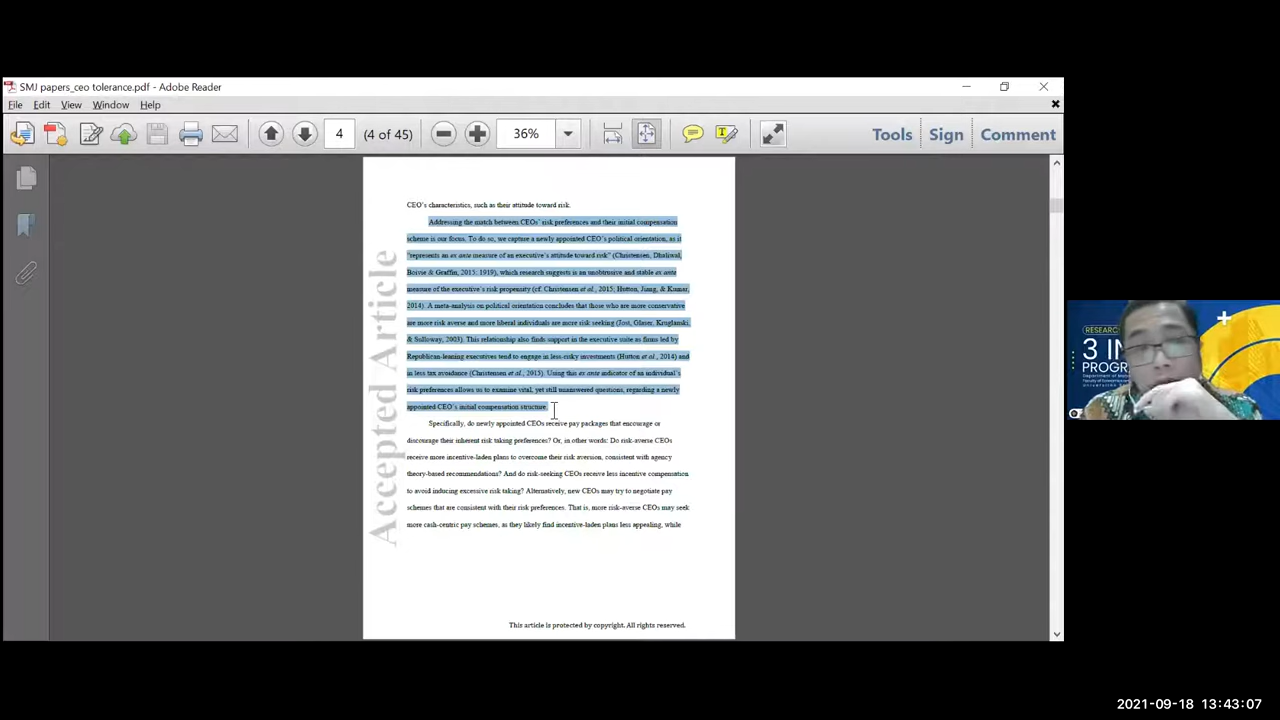 SMJ papers_ceo tolerance.pdf - Adobe Reader
File Edit View Window Help
4 (4 of 45) 36% Tools Sign Comment
CEO's characteristics, such as their attitude toward risk.
Addressing the match between CEOs' risk preferences and their initial compensation
scheme is our focus. To do so, we capture a newly appointed CEO's political orientation, as it
"represents an ex ante measure of an executive's attitude toward risk" (Christensen, Dhaliwal,
Boivie & Graffin, 2015: 1919), which research suggests is an unobtrusive and stable ex ante
measure of the executive's risk propensity (cf. Christensen et al., 2015; Hutton, Jiang, & Kumar,
2014). A meta-analysis on political orientation concludes that those who are more conservative
are more risk averse and more liberal individuals are more risk seeking (Jost, Glaser, Kruglanski,
& Sulloway, 2003). This relationship also finds support in the executive suite as firms led by
Republican-leaning executives tend to engage in less-risky investments (Hutton et al., 2014) and
in less tax avoidance (Christensen et al., 2015). Using this ex ante indicator of an individual's
risk preferences allows us to examine vital, yet still unanswered questions, regarding a newly
appointed CEO's initial compensation structure.
Specifically, do newly appointed CEOs receive pay packages that encourage or
discourage their inherent risk taking preferences? Or, in other words: Do risk-averse CEOs
receive more incentive-laden plans to overcome their risk aversion, consistent with agency
theory-based recommendations? And do risk-seeking CEOs receive less incentive compensation
to avoid inducing excessive risk taking? Alternatively, new CEOs may try to negotiate pay
schemes that are consistent with their risk preferences. That is, more risk-averse CEOs may seek
more cash-centric pay schemes, as they likely find incentive-laden plans less appealing, while
This article is protected by copyright. All rights reserved.
Accepted Article
RESEARC
3 IN
PROGR
2021-09-18 13:43:07